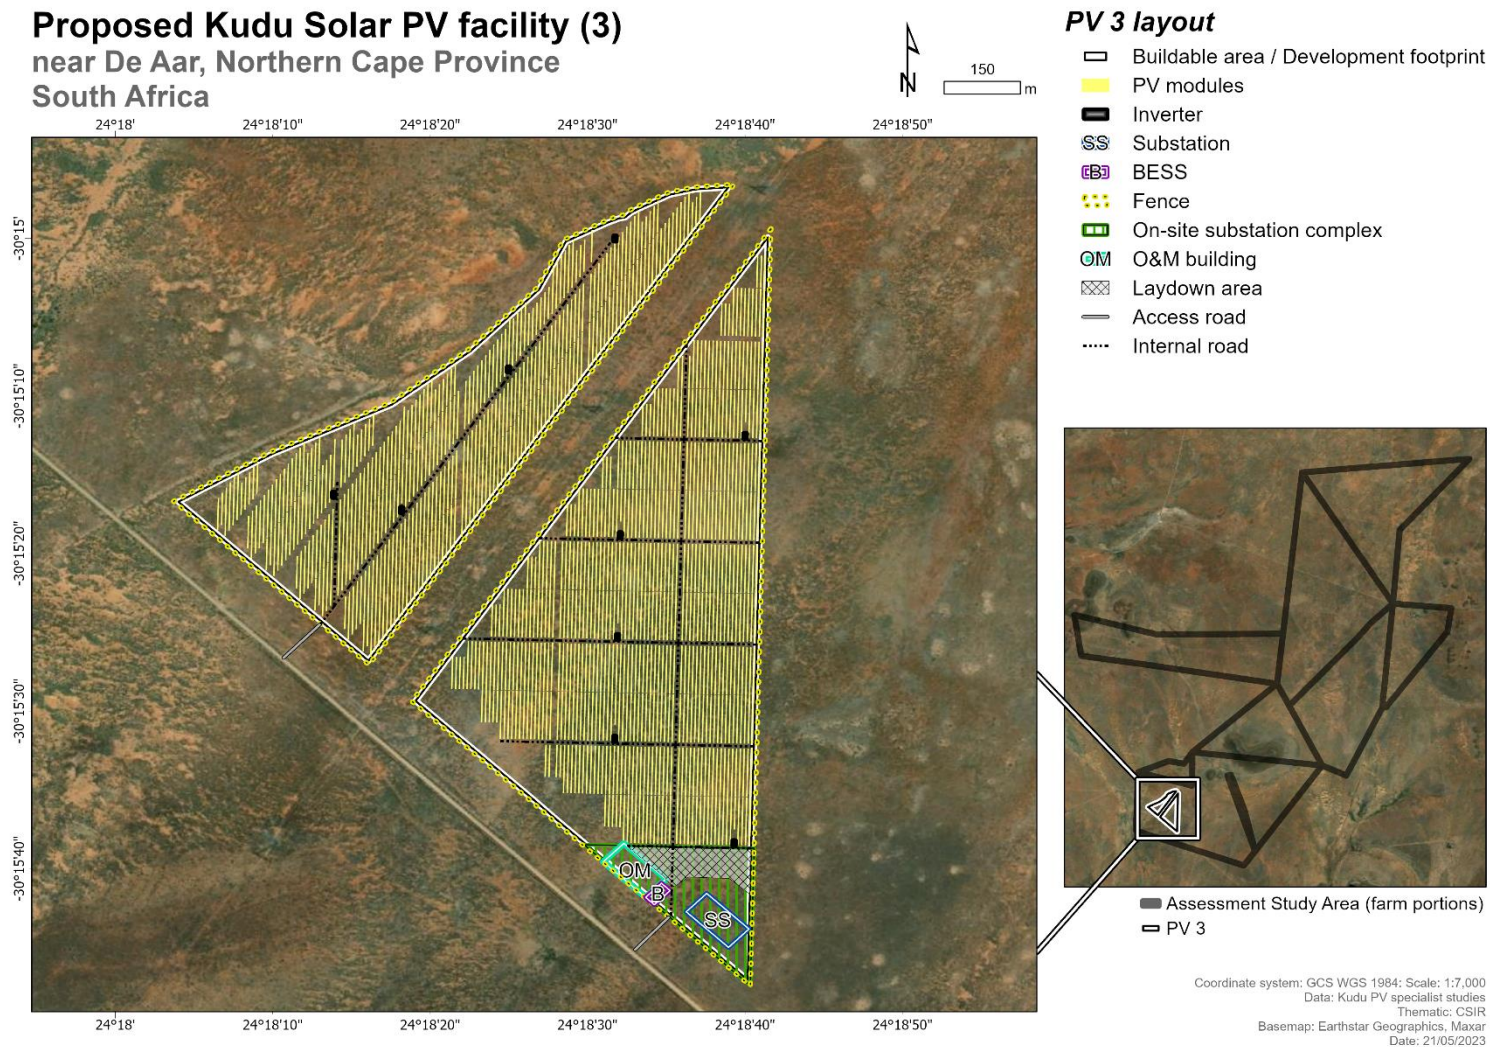 Proposed Kudu Solar PV facility (3)
near De Aar, Northern Cape Province
South Africa
N
150
m
PV 3 layout
Buildable area / Development footprint
PV modules
Inverter
SS Substation
B BESS
Fence
On-site substation complex
OM O&M building
Laydown area
Access road
Internal road
24°18' 24°18'10" 24°18'20" 24°18'30" 24°18'40" 24°18'50"
-30°15'
-30°15'10"
-30°15'20"
-30°15'30"
-30°15'40"
OM
B
SS
24°18' 24°18'10" 24°18'20" 24°18'30" 24°18'40" 24°18'50"
Assessment Study Area (farm portions)
PV 3
Coordinate system: GCS WGS 1984: Scale: 1:7,000
Data: Kudu PV specialist studies
Thematic: CSIR
Basemap: Earthstar Geographics, Maxar
Date: 21/05/2023